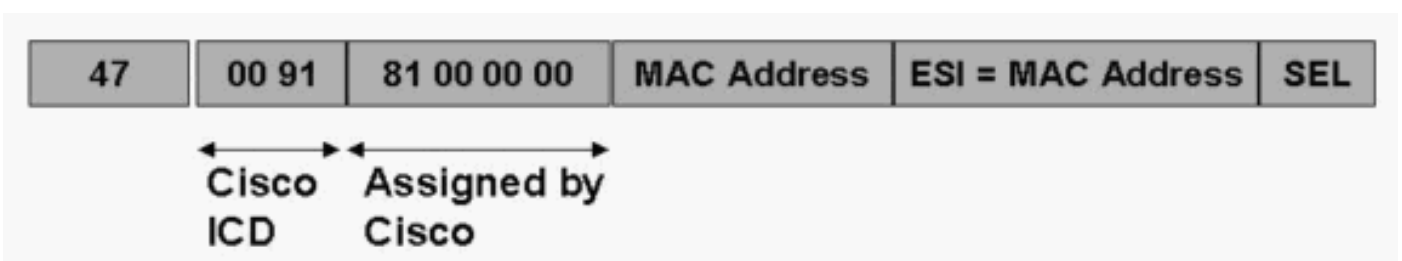 47 00 91 81 00 00 00 MAC Address ESI = MAC Address SEL
Cisco Assigned by
ICD Cisco